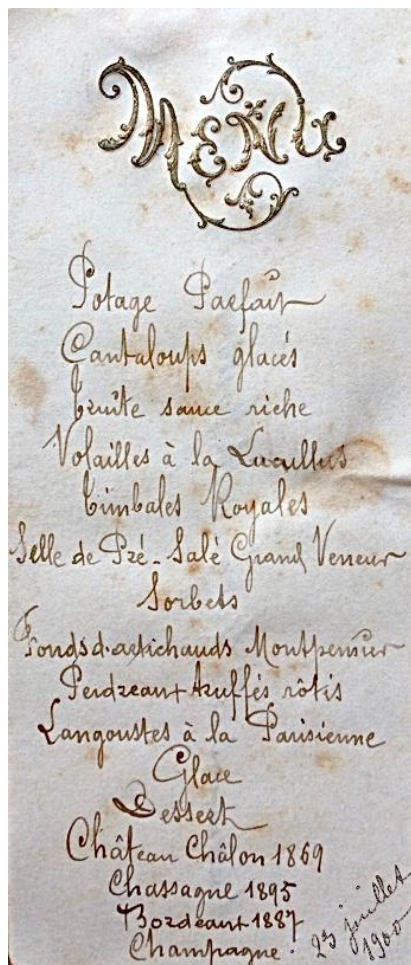 MENU
Potage Parfait
Cantaloups glacés
Truite sauce riche
Volailles à la Lucullus
Timbales Royales
Selle de Pré-Salé Grand Veneur
Sorbets
Fonds d'artichauds Montpensier
Perdreaux truffés rôtis
Langoustes à la Parisienne
Glace
Dessert
Château Châlon 1869
Chassagne 1895
Bordeaux 1887
Champagne.
23 juillet
1900